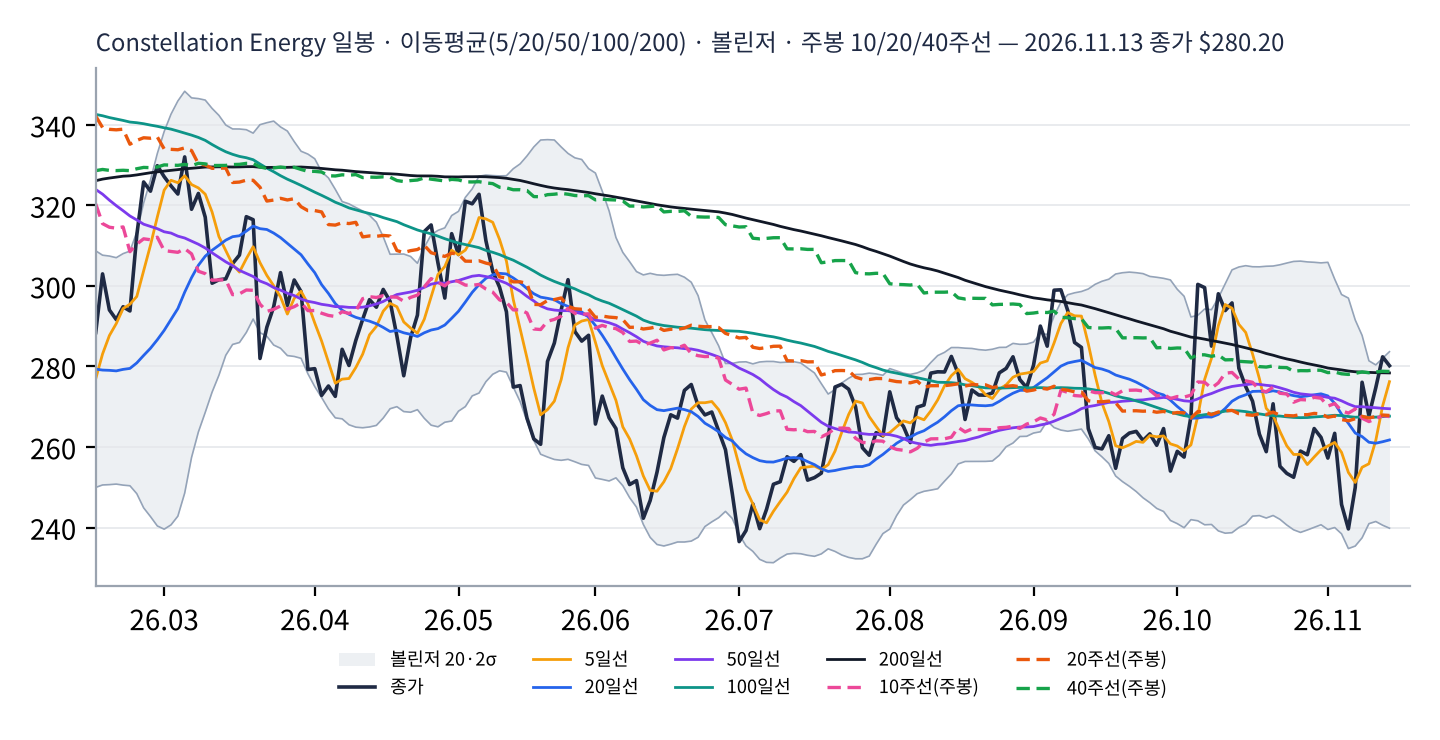 Constellation Energy 일봉 · 이동평균(5/20/50/100/200) · 볼린저 · 주봉 10/20/40주선 — 2026.11.13 종가 $280.20
340
320
300
280
260
240
26.03 26.04 26.05 26.06 26.07 26.08 26.09 26.10 26.11
볼린저 20·2σ 5일선 50일선 200일선 20주선(주봉)
종가 20일선 100일선 10주선(주봉) 40주선(주봉)